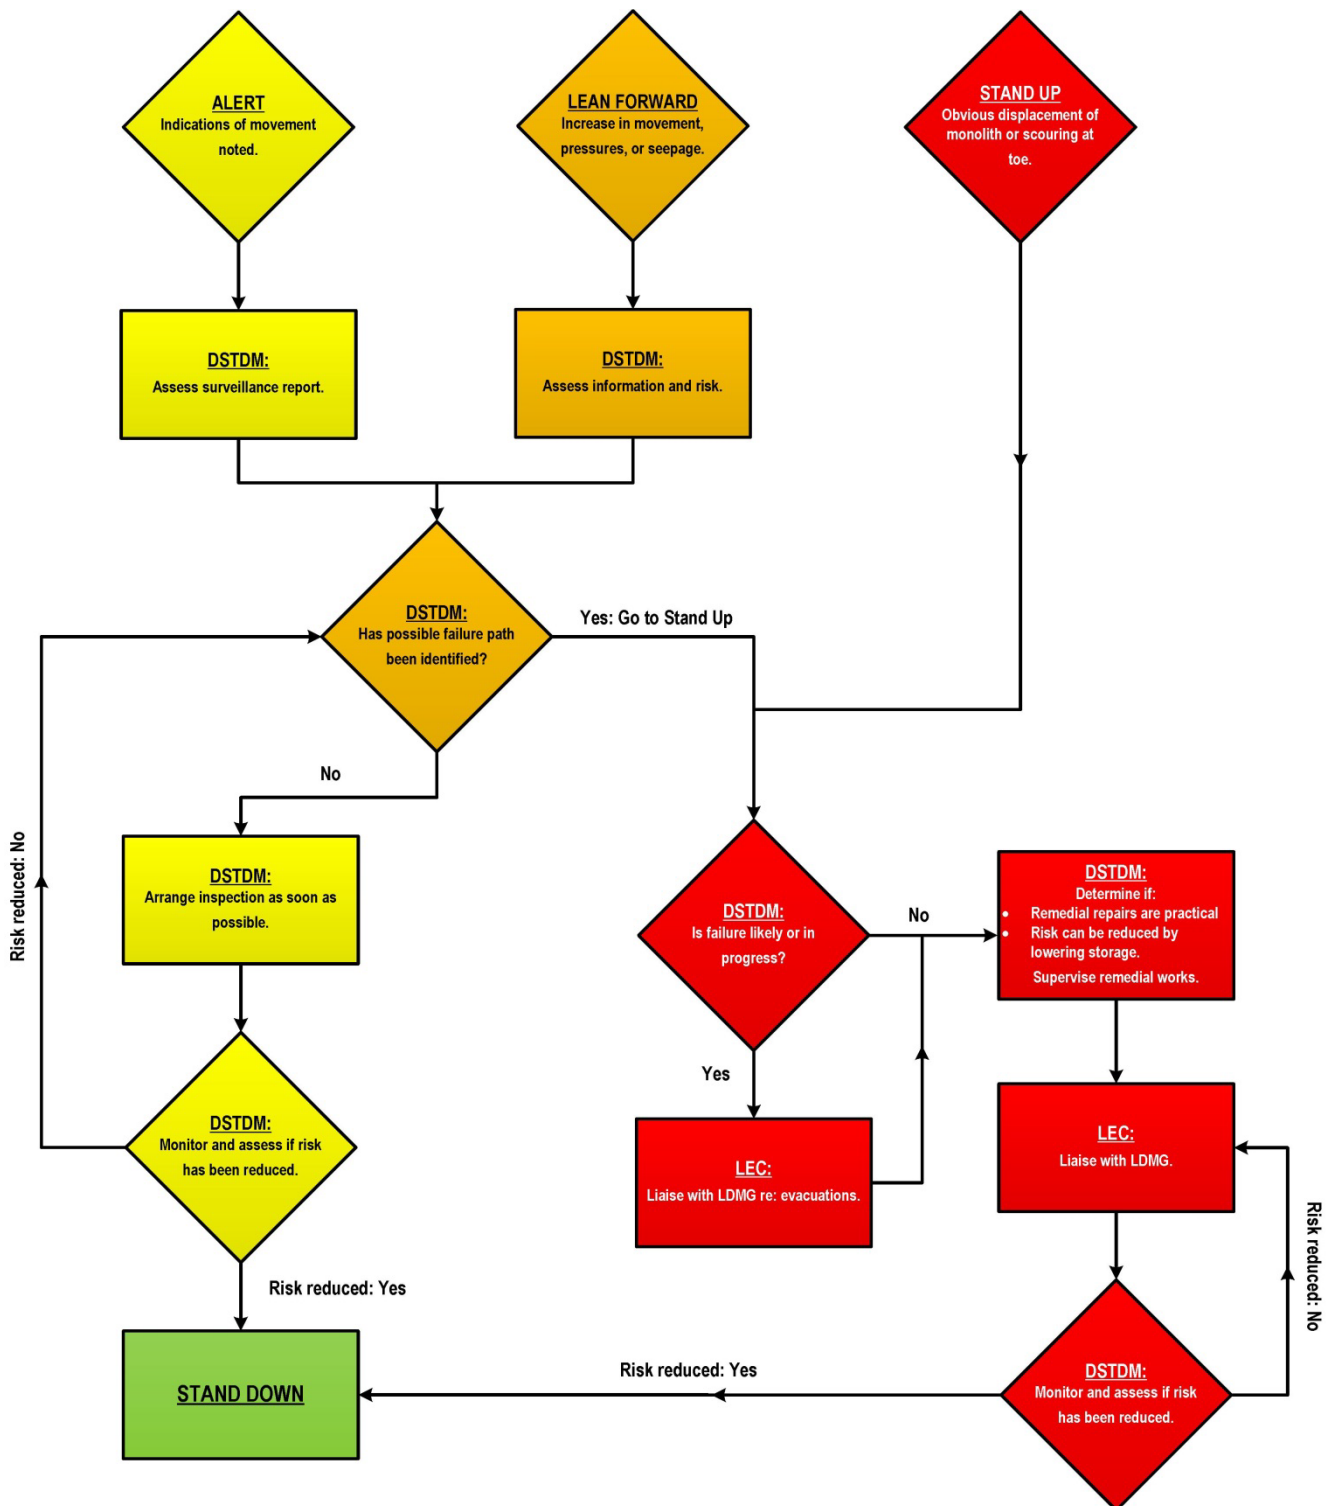 ALERT
Indications of movement
noted.
LEAN FORWARD
Increase in movement,
pressures, or seepage.
STAND UP
Obvious displacement of
monolith or scouring at
toe.
DSTDM:
Assess surveillance report.
DSTDM:
Assess information and risk.
DSTDM:
Has possible failure path
been identified?
Yes: Go to Stand Up
No
Risk reduced: No
DSTDM:
Arrange inspection as soon as
possible.
DSTDM:
Is failure likely or in
progress?
No
DSTDM:
Determine if:
• Remedial repairs are practical
• Risk can be reduced by
lowering storage.
Supervise remedial works.
Yes
DSTDM:
Monitor and assess if risk
has been reduced.
LEC:
Liaise with LDMG re: evacuations.
LEC:
Liaise with LDMG.
Risk reduced: No
Risk reduced: Yes
STAND DOWN
Risk reduced: Yes
DSTDM:
Monitor and assess if risk
has been reduced.